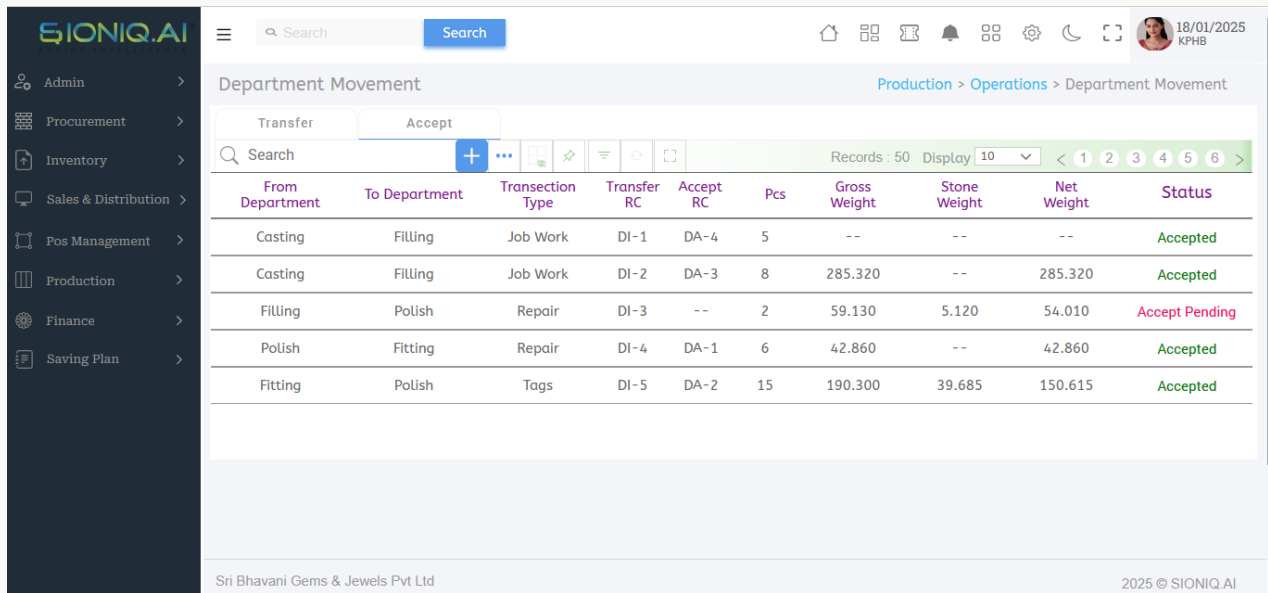 SIONIQ.AI
Search
Search
18/01/2025
KPHB
Admin
Procurement
Inventory
Sales & Distribution
Pos Management
Production
Finance
Saving Plan
Department Movement
Production > Operations > Department Movement
Transfer Accept
Search
Records : 50 Display 10 < 1 2 3 4 5 6 >
From Department To Department Transection Type Transfer RC Accept RC Pcs Gross Weight Stone Weight Net Weight Status
Casting Filling Job Work DI-1 DA-4 5 -- -- -- Accepted
Casting Filling Job Work DI-2 DA-3 8 285.320 -- 285.320 Accepted
Filling Polish Repair DI-3 -- 2 59.130 5.120 54.010 Accept Pending
Polish Fitting Repair DI-4 DA-1 6 42.860 -- 42.860 Accepted
Fitting Polish Tags DI-5 DA-2 15 190.300 39.685 150.615 Accepted
Sri Bhavani Gems & Jewels Pvt Ltd
2025 © SIONIQ.AI